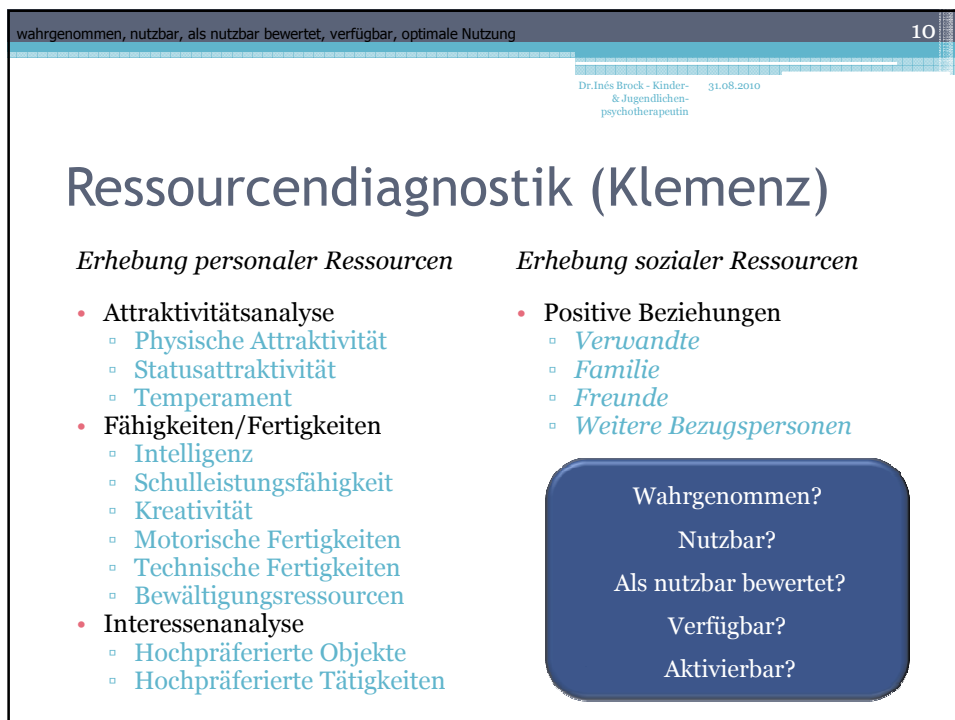 wahrgenommen, nutzbar, als nutzbar bewertet, verfügbar, optimale Nutzung
10
Dr.Inés Brock - Kinder-
& Jugendlichen-
psychotherapeutin
31.08.2010
Ressourcendiagnostik (Klemenz)
Erhebung personaler Ressourcen
• Attraktivitätsanalyse
▫ Physische Attraktivität
▫ Statusattraktivität
▫ Temperament
• Fähigkeiten/Fertigkeiten
▫ Intelligenz
▫ Schulleistungsfähigkeit
▫ Kreativität
▫ Motorische Fertigkeiten
▫ Technische Fertigkeiten
▫ Bewältigungsressourcen
• Interessenanalyse
▫ Hochpräferierte Objekte
▫ Hochpräferierte Tätigkeiten
Erhebung sozialer Ressourcen
• Positive Beziehungen
▫ Verwandte
▫ Familie
▫ Freunde
▫ Weitere Bezugspersonen
Wahrgenommen?
Nutzbar?
Als nutzbar bewertet?
Verfügbar?
Aktivierbar?